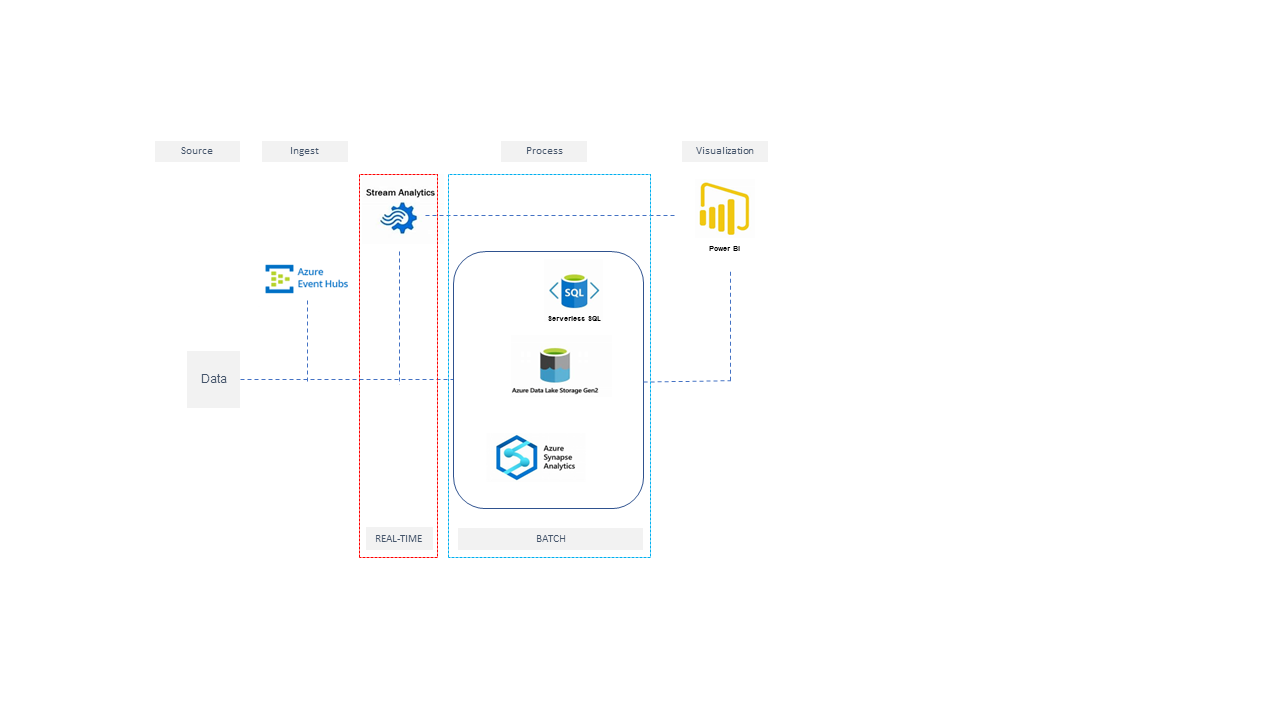 Source
Ingest
Process
Visualization
Stream Analytics
Power BI
Azure
Event Hubs
SQL
Serverless SQL
Data
Azure Data Lake Storage Gen2
Azure
Synapse
Analytics
REAL-TIME
BATCH